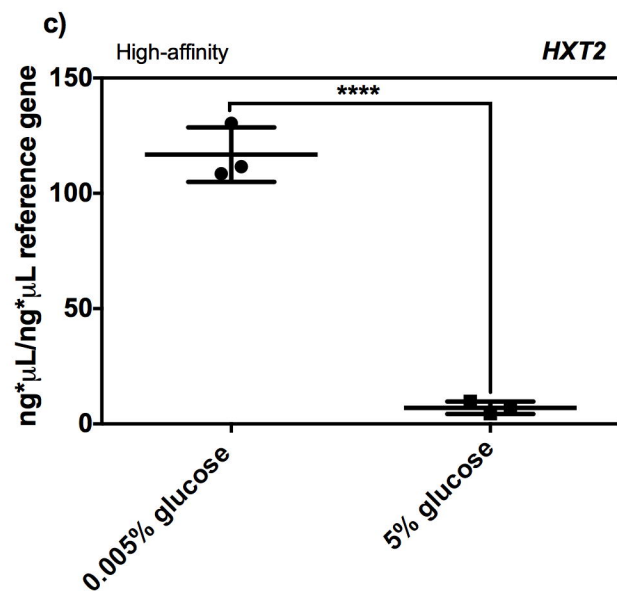 c)
High-affinity
HXT2
****
150
100
50
0
ng*µL/ng*µL reference gene
0.005% glucose
5% glucose